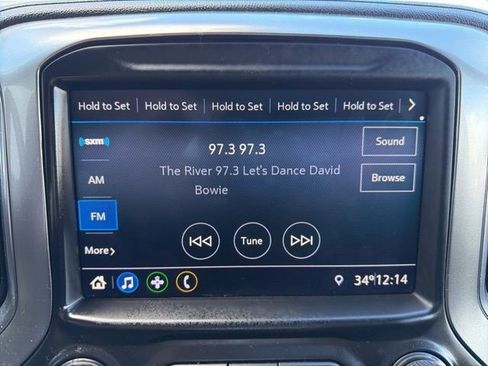 Hold to Set Hold to Set Hold to Set Hold to Set Hold to Set >
sxm
97.3 97.3
Sound
AM
The River 97.3 Let's Dance David
Bowie
Browse
FM
Tune
More >
34° 12:14